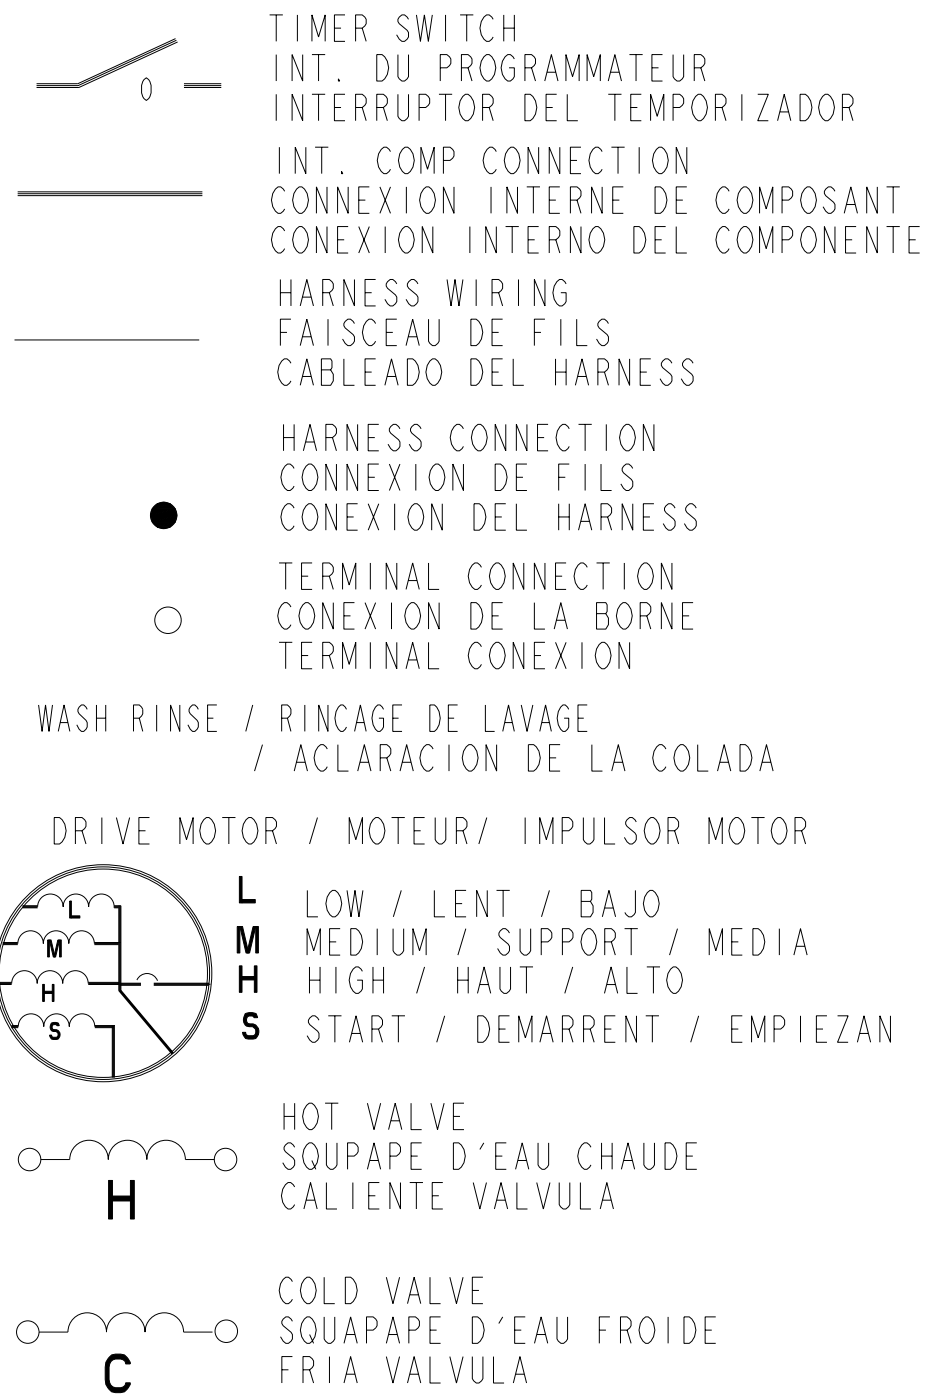 TIMER SWITCH
INT. DU PROGRAMMATEUR
INTERRUPTOR DEL TEMPORIZADOR
0
INT. COMP CONNECTION
CONNEXION INTERNE DE COMPOSANT
CONEXION INTERNO DEL COMPONENTE
HARNESS WIRING
FAISCEAU DE FILS
CABLEADO DEL HARNESS
HARNESS CONNECTION
CONNEXION DE FILS
CONEXION DEL HARNESS
TERMINAL CONNECTION
CONEXION DE LA BORNE
TERMINAL CONEXION
WASH RINSE / RINCAGE DE LAVAGE
/ ACLARACION DE LA COLADA
DRIVE MOTOR / MOTEUR/ IMPULSOR MOTOR
L
M
H
S
L LOW / LENT / BAJO
M MEDIUM / SUPPORT / MEDIA
H HIGH / HAUT / ALTO
S START / DEMARRENT / EMPIEZAN
HOT VALVE
SQUPAPE D'EAU CHAUDE
CALIENTE VALVULA
H
COLD VALVE
SQUAPAPE D'EAU FROIDE
FRIA VALVULA
C